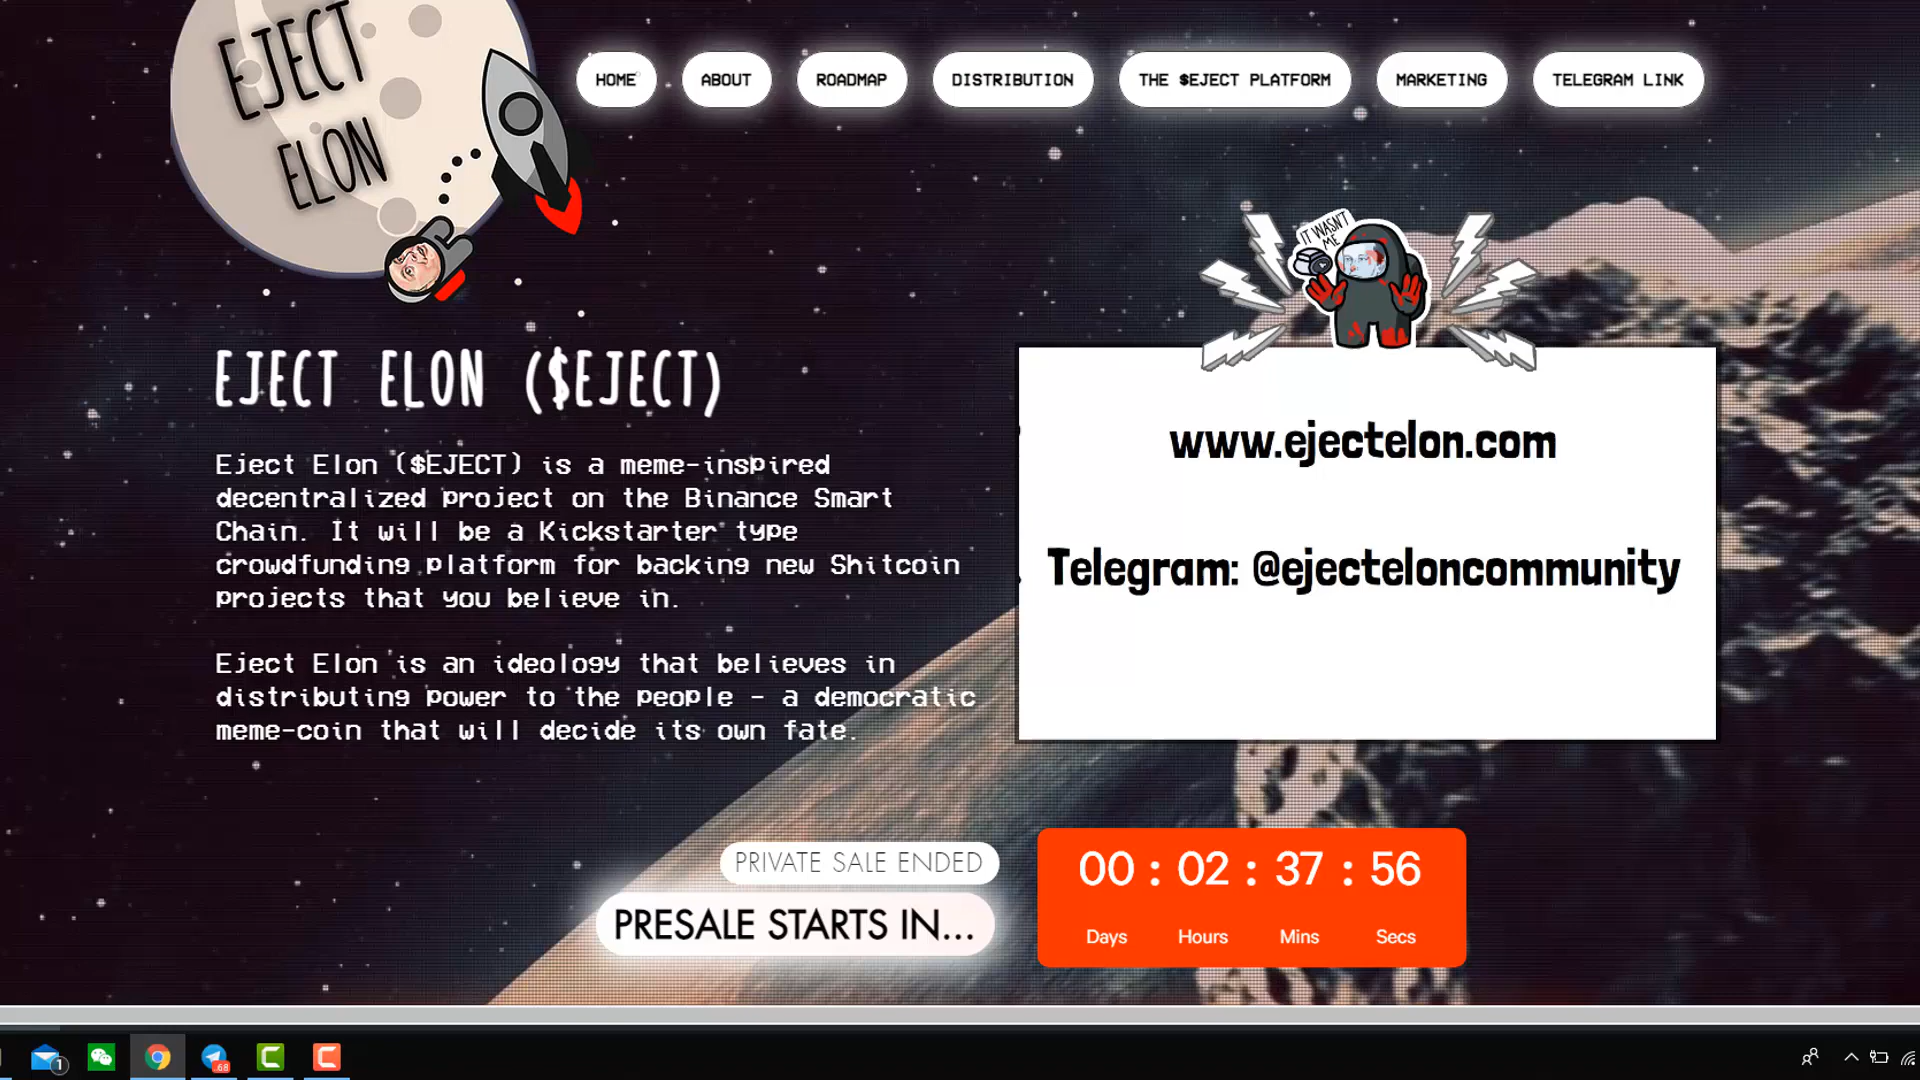 EJECT
ELON
HOME
ABOUT
ROADMAP
DISTRIBUTION
THE $EJECT PLATFORM
MARKETING
TELEGRAM LINK
IT WASN'T
ME
EJECT ELON ($EJECT)
Eject Elon ($EJECT) is a meme-inspired
decentralized project on the Binance Smart
Chain. It will be a Kickstarter type
crowdfunding platform for backing new Shitcoin
projects that you believe in.
Eject Elon is an ideology that believes in
distributing power to the people - a democratic
meme-coin that will decide its own fate.
www.ejectelon.com
Telegram: @ejecteloncommunity
PRIVATE SALE ENDED
PRESALE STARTS IN...
00 : 02 : 37 : 56
Days Hours Mins Secs
1
68